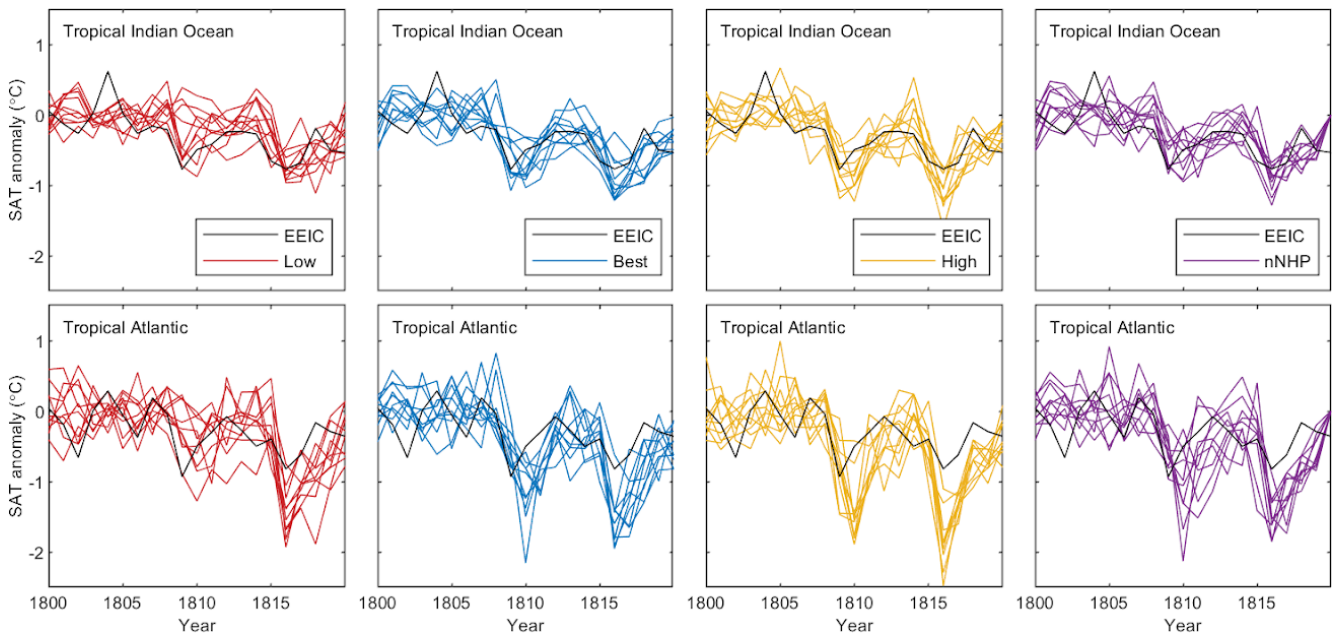 Tropical Indian Ocean
Tropical Indian Ocean
Tropical Indian Ocean
Tropical Indian Ocean
SAT anomaly (°C)
1
0
-1
-2
EEIC
Low
EEIC
Best
EEIC
High
EEIC
nNHP
Tropical Atlantic
Tropical Atlantic
Tropical Atlantic
Tropical Atlantic
SAT anomaly (°C)
1
0
-1
-2
1800 1805 1810 1815
1800 1805 1810 1815
1800 1805 1810 1815
1800 1805 1810 1815
Year
Year
Year
Year